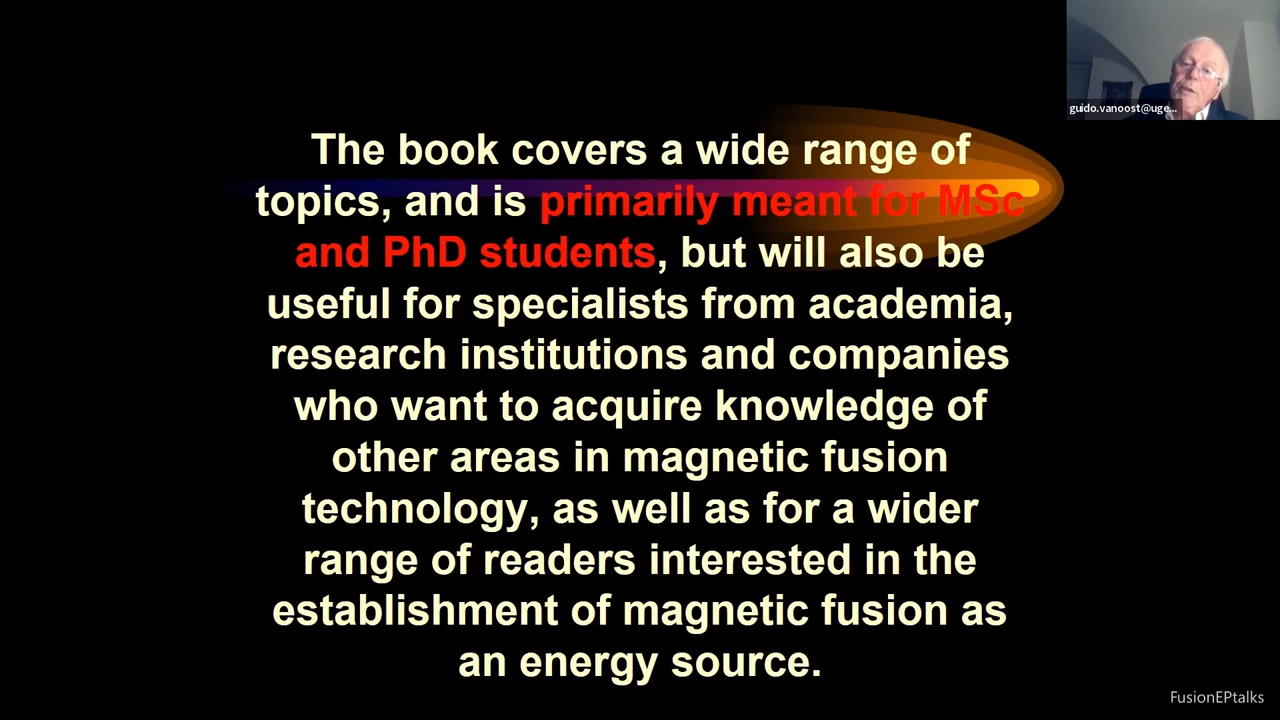 guido.vanoost@uge...
The book covers a wide range of
topics, and is primarily meant for MSc
and PhD students, but will also be
useful for specialists from academia,
research institutions and companies
who want to acquire knowledge of
other areas in magnetic fusion
technology, as well as for a wider
range of readers interested in the
establishment of magnetic fusion as
an energy source.
FusionEPtalks